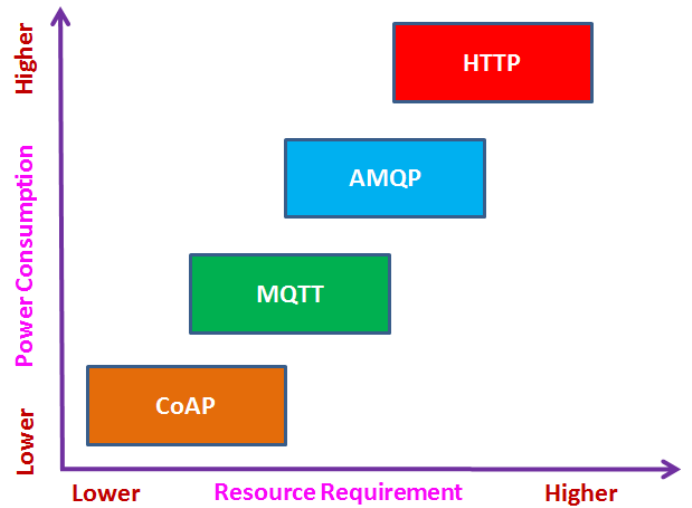 Higher
HTTP
AMQP
Power Consumption
MQTT
CoAP
Lower
Lower Resource Requirement Higher